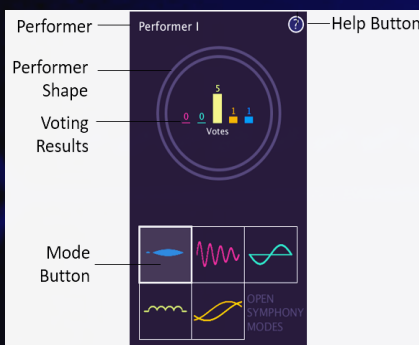 Performer
Performer I
?
Help Button
Performer
Shape
5
0
0
1
1
Votes
Voting
Results
Mode
Button
OPEN
SYMPHONY
MODES